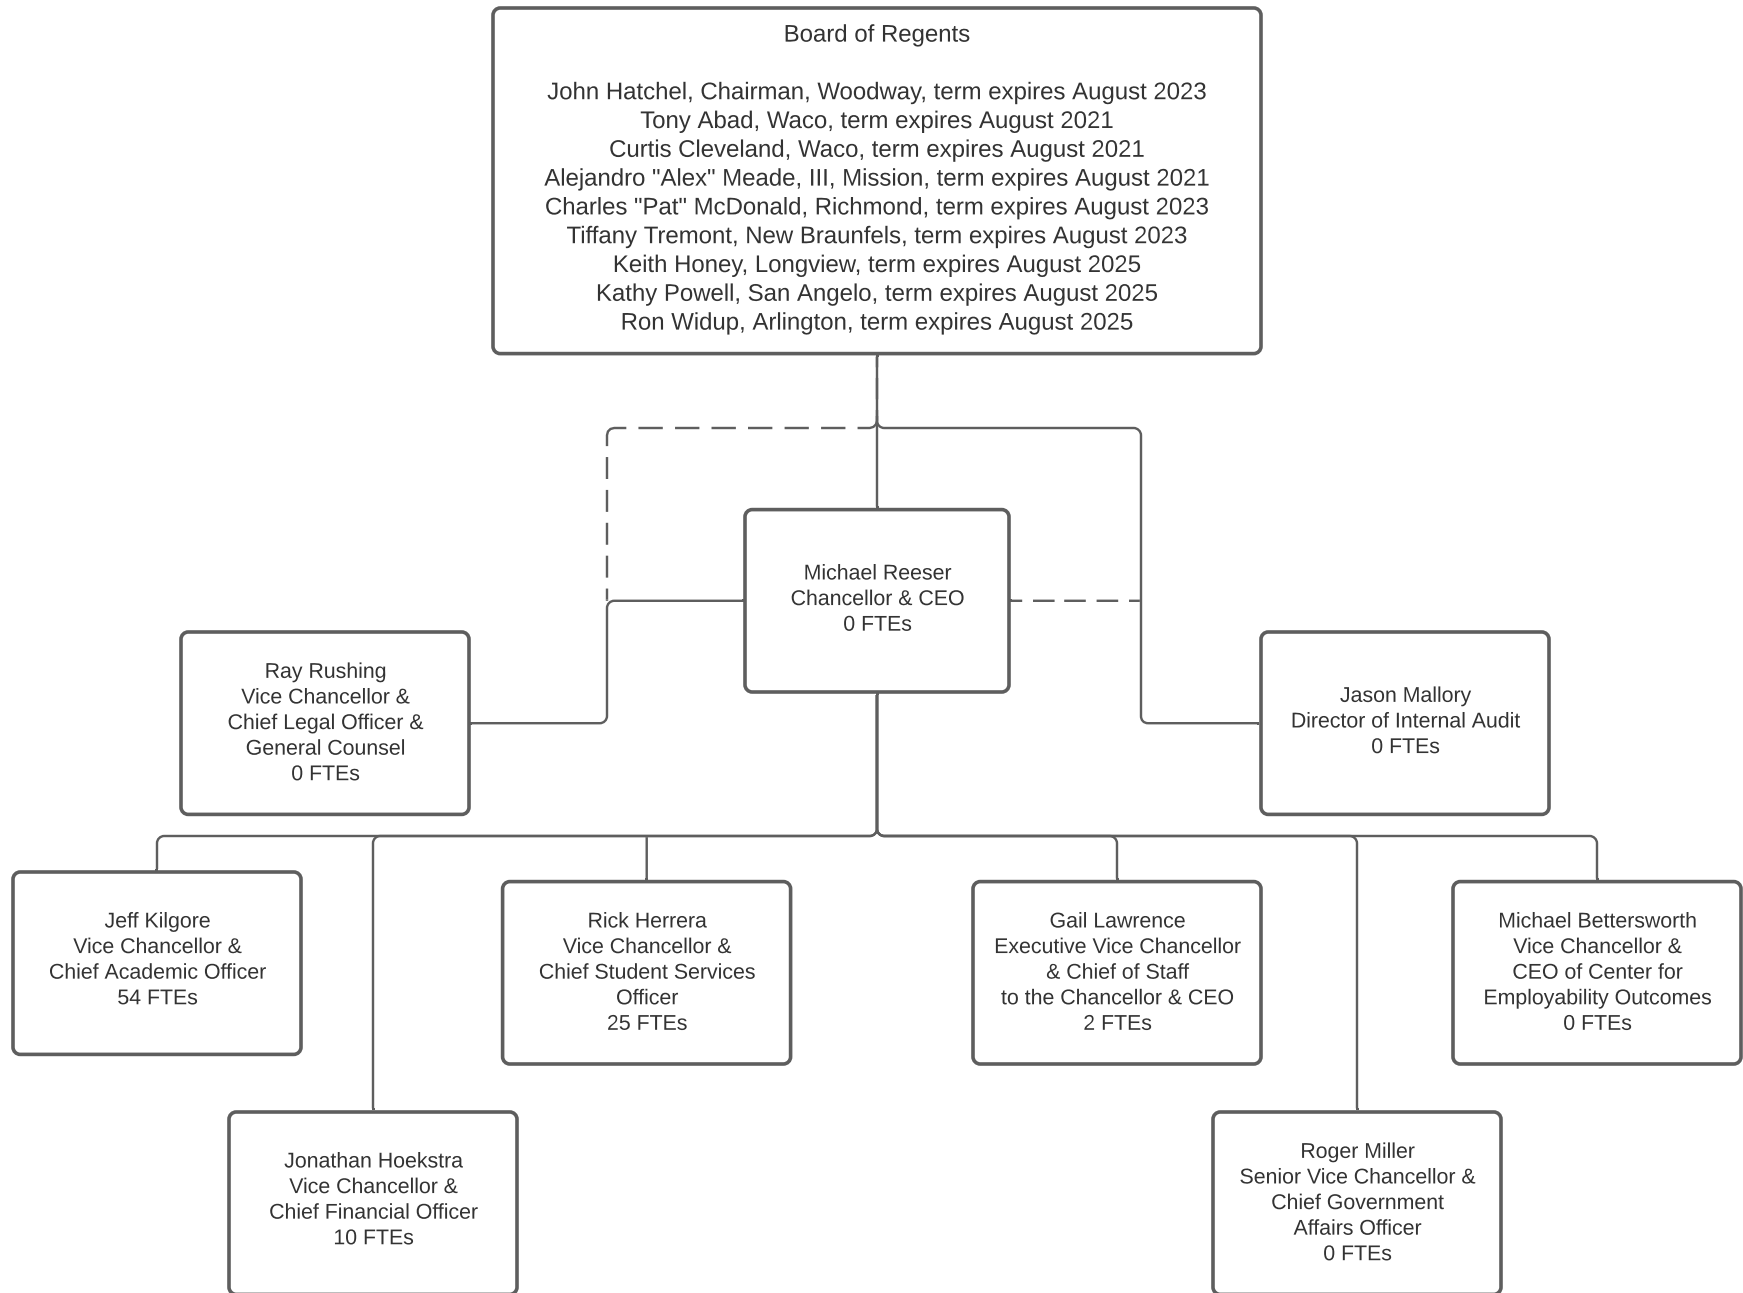 Board of Regents
John Hatchel, Chairman, Woodway, term expires August 2023
Tony Abad, Waco, term expires August 2021
Curtis Cleveland, Waco, term expires August 2021
Alejandro "Alex" Meade, III, Mission, term expires August 2021
Charles "Pat" McDonald, Richmond, term expires August 2023
Tiffany Tremont, New Braunfels, term expires August 2023
Keith Honey, Longview, term expires August 2025
Kathy Powell, San Angelo, term expires August 2025
Ron Widup, Arlington, term expires August 2025
Michael Reeser
Chancellor & CEO
0 FTEs
Ray Rushing
Vice Chancellor &
Chief Legal Officer &
General Counsel
0 FTEs
Jason Mallory
Director of Internal Audit
0 FTEs
Jeff Kilgore
Vice Chancellor &
Chief Academic Officer
54 FTEs
Rick Herrera
Vice Chancellor &
Chief Student Services
Officer
25 FTEs
Gail Lawrence
Executive Vice Chancellor
& Chief of Staff
to the Chancellor & CEO
2 FTEs
Michael Bettersworth
Vice Chancellor &
CEO of Center for
Employability Outcomes
0 FTEs
Jonathan Hoekstra
Vice Chancellor &
Chief Financial Officer
10 FTEs
Roger Miller
Senior Vice Chancellor &
Chief Government
Affairs Officer
0 FTEs